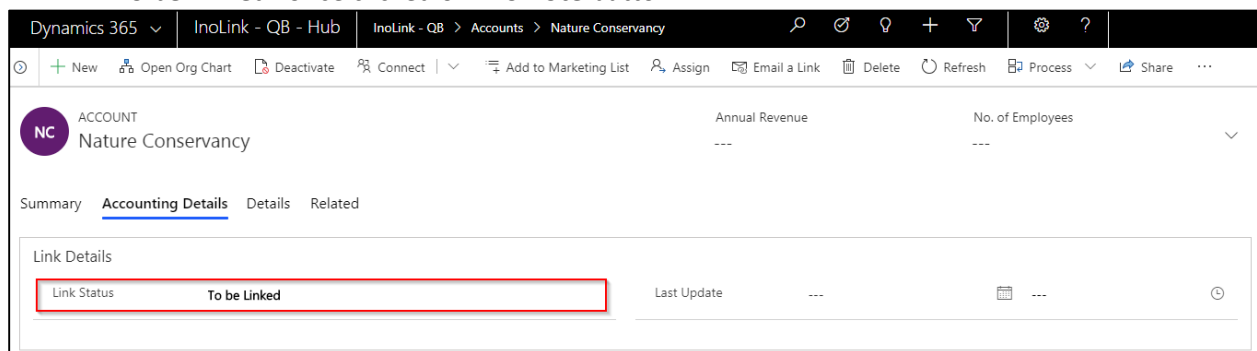 Dynamics 365 InoLink - QB - Hub InoLink - QB > Accounts > Nature Conservancy ?
New Open Org Chart Deactivate Connect Add to Marketing List Assign Email a Link Delete Refresh Process Share ...
NC
ACCOUNT
Nature Conservancy
Annual Revenue
---
No. of Employees
---
Summary Accounting Details Details Related
Link Details
Link Status To be Linked
Last Update --- ---